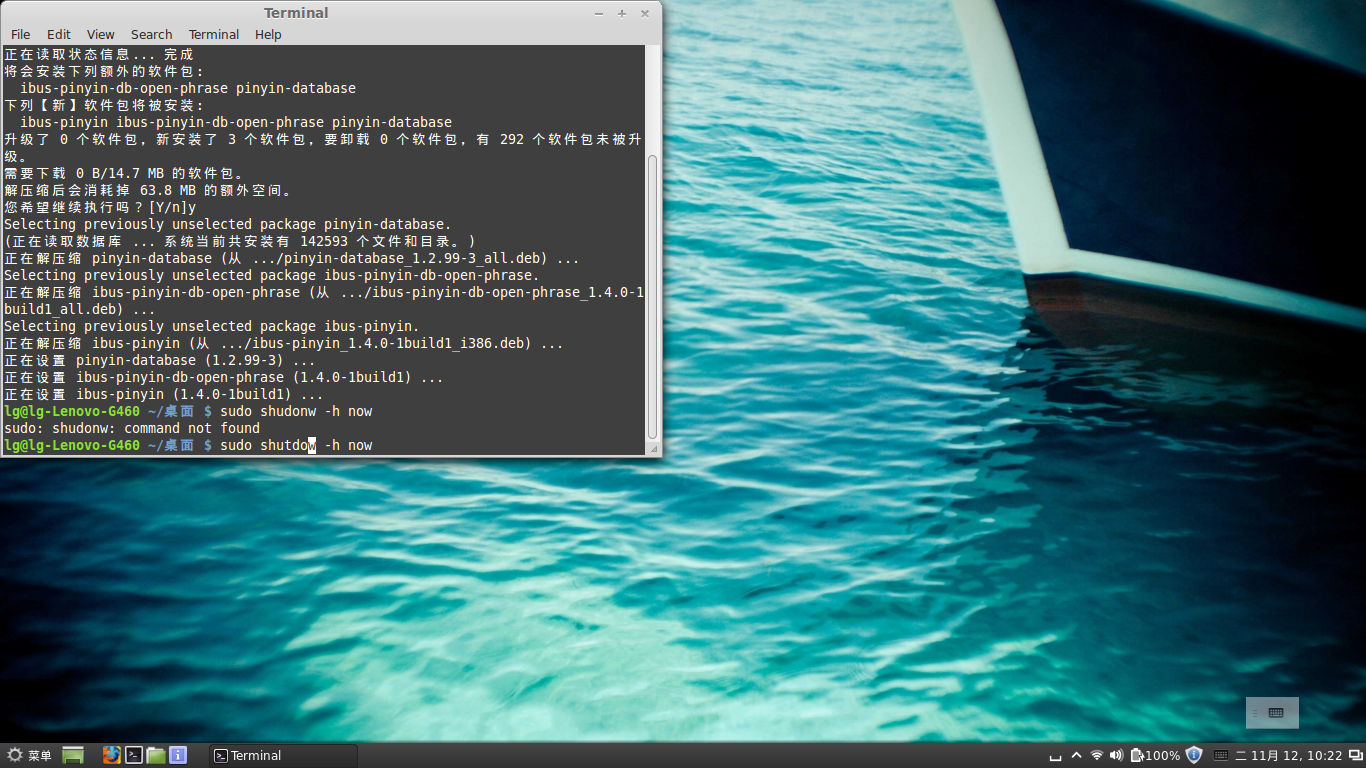 Terminal
File Edit View Search Terminal Help
正在读取状态信息... 完成
将会安装下列额外的软件包：
ibus-pinyin-db-open-phrase pinyin-database
下列【新】软件包将被安装：
ibus-pinyin ibus-pinyin-db-open-phrase pinyin-database
升级了 0 个软件包，新安装了 3 个软件包，要卸载 0 个软件包，有 292 个软件包未被升
级。
需要下载 0 B/14.7 MB 的软件包。
解压缩后会消耗掉 63.8 MB 的额外空间。
您希望继续执行吗？[Y/n]y
Selecting previously unselected package pinyin-database.
(正在读取数据库 ... 系统当前共安装有 142593 个文件和目录。)
正在解压缩 pinyin-database (从 .../pinyin-database_1.2.99-3_all.deb) ...
Selecting previously unselected package ibus-pinyin-db-open-phrase.
正在解压缩 ibus-pinyin-db-open-phrase (从 .../ibus-pinyin-db-open-phrase_1.4.0-1
build1_all.deb) ...
Selecting previously unselected package ibus-pinyin.
正在解压缩 ibus-pinyin (从 .../ibus-pinyin_1.4.0-1build1_i386.deb) ...
正在设置 pinyin-database (1.2.99-3) ...
正在设置 ibus-pinyin-db-open-phrase (1.4.0-1build1) ...
正在设置 ibus-pinyin (1.4.0-1build1) ...
lg@lg-Lenovo-G460 ~/桌面 $ sudo shudonw -h now
sudo: shudonw: command not found
lg@lg-Lenovo-G460 ~/桌面 $ sudo shutdow -h now
菜单 Terminal 100% 二 11月 12, 10:22